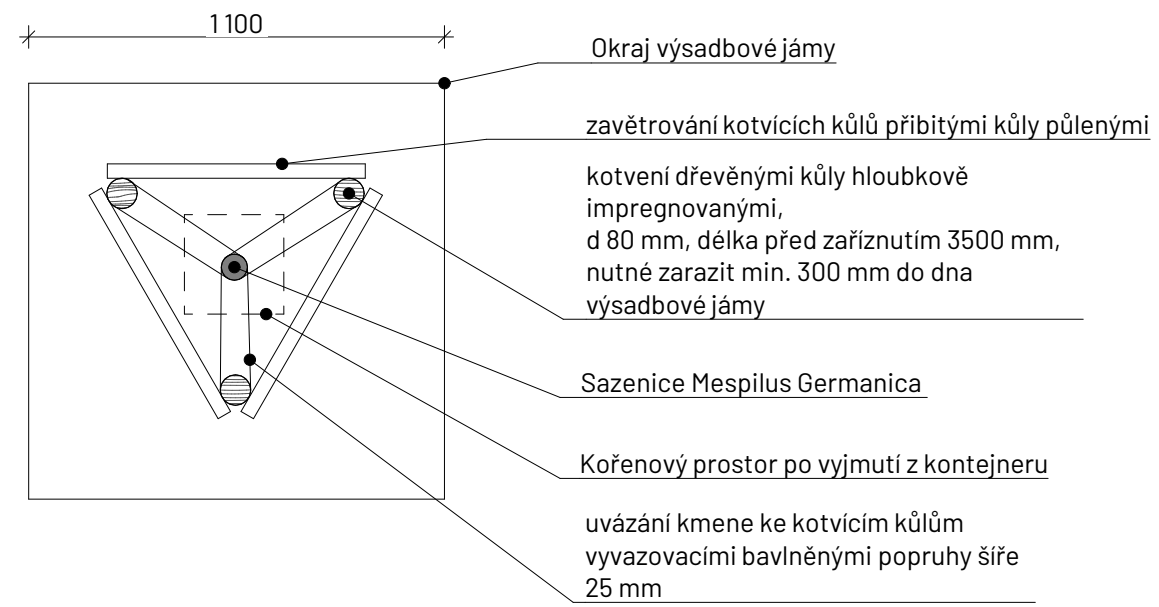 1 100
Okraj výsadbové jámy
zavětrování kotvících kůlů přibitými kůly půlenými
kotvení dřevěnými kůly hloubkově
impregnovanými,
d 80 mm, délka před zaříznutím 3500 mm,
nutné zarazit min. 300 mm do dna
výsadbové jámy
Sazenice Mespilus Germanica
Kořenový prostor po vyjmutí z kontejneru
uvázání kmene ke kotvícím kůlům
vyvazovacími bavlněnými popruhy šíře
25 mm